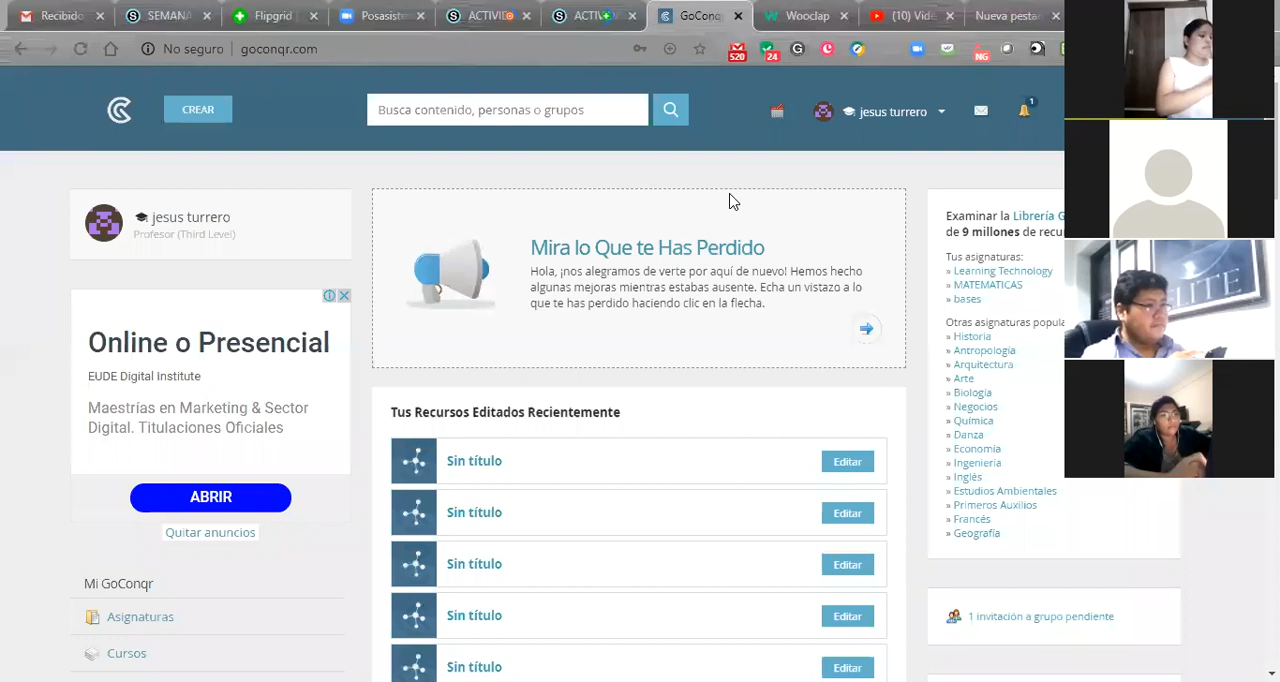 Recibido
SEMANA
Flipgrid
Posasiste
ACTIVID
ACTIV
GoConqr
Wooclap
(10) Vide
Nueva pestañ
No seguro
goconqr.com
520
24
NG
CREAR
Busca contenido, personas o grupos
jesus turrero
1
jesus turrero
Profesor (Third Level)
Online o Presencial
EUDE Digital Institute
Maestrías en Marketing & Sector
Digital. Titulaciones Oficiales
ABRIR
Quitar anuncios
Mi GoConqr
Asignaturas
Cursos
Mira lo Que te Has Perdido
Hola, ¡nos alegramos de verte por aquí de nuevo! Hemos hecho
algunas mejoras mientras estabas ausente. Echa un vistazo a lo
que te has perdido haciendo clic en la flecha.
Tus Recursos Editados Recientemente
Sin título Editar
Sin título Editar
Sin título Editar
Sin título Editar
Sin título Editar
Examinar la Librería G
de 9 millones de recu
Tus asignaturas:
» Learning Technology
» MATEMATICAS
» bases
Otras asignaturas popula
» Historia
» Antropología
» Arquitectura
» Arte
» Biología
» Negocios
» Química
» Danza
» Economía
» Ingeniería
» Inglés
» Estudios Ambientales
» Primeros Auxilios
» Francés
» Geografía
1 invitación a grupo pendiente